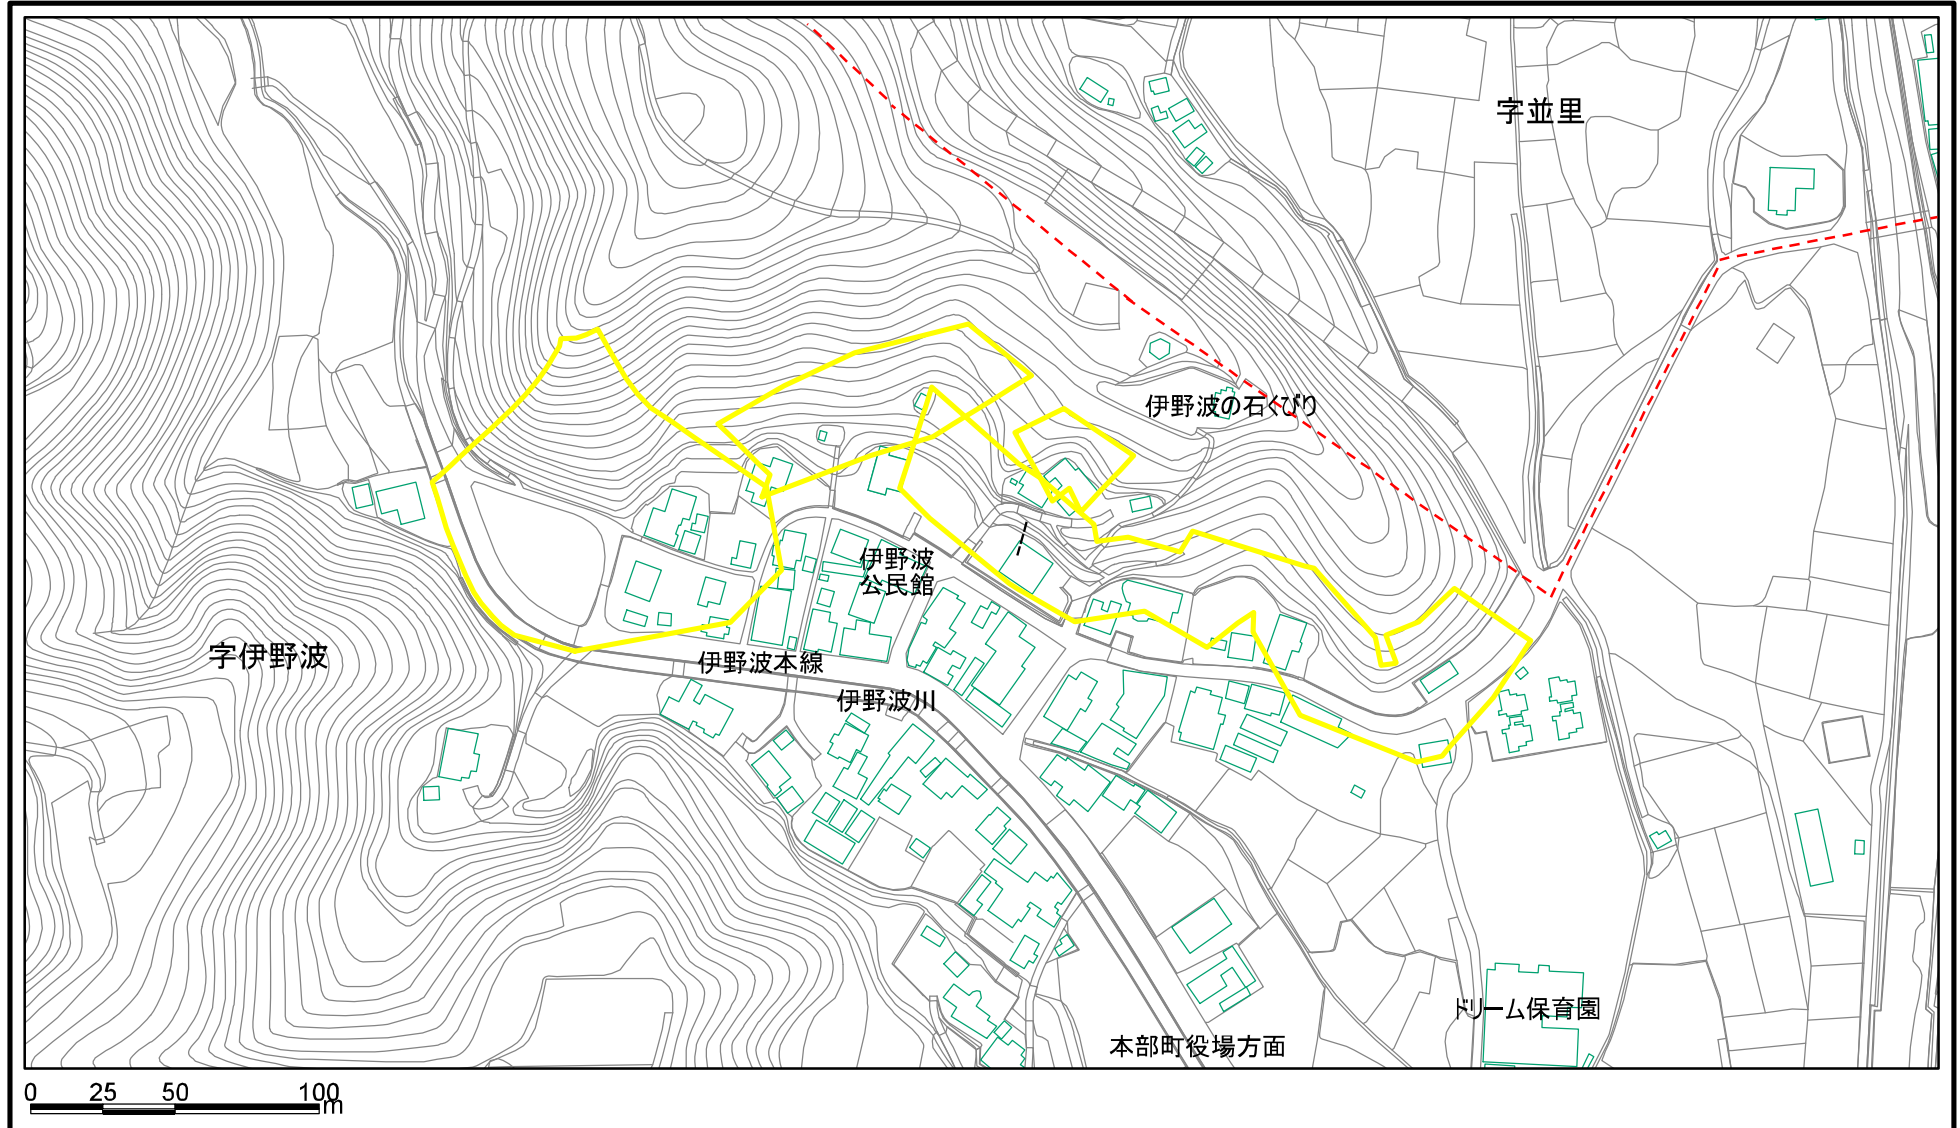 字並里
伊野波の石くびり
伊野波
公民館
字伊野波
伊野波本線
伊野波川
ドリーム保育園
本部町役場方面
0 25 50 100
m